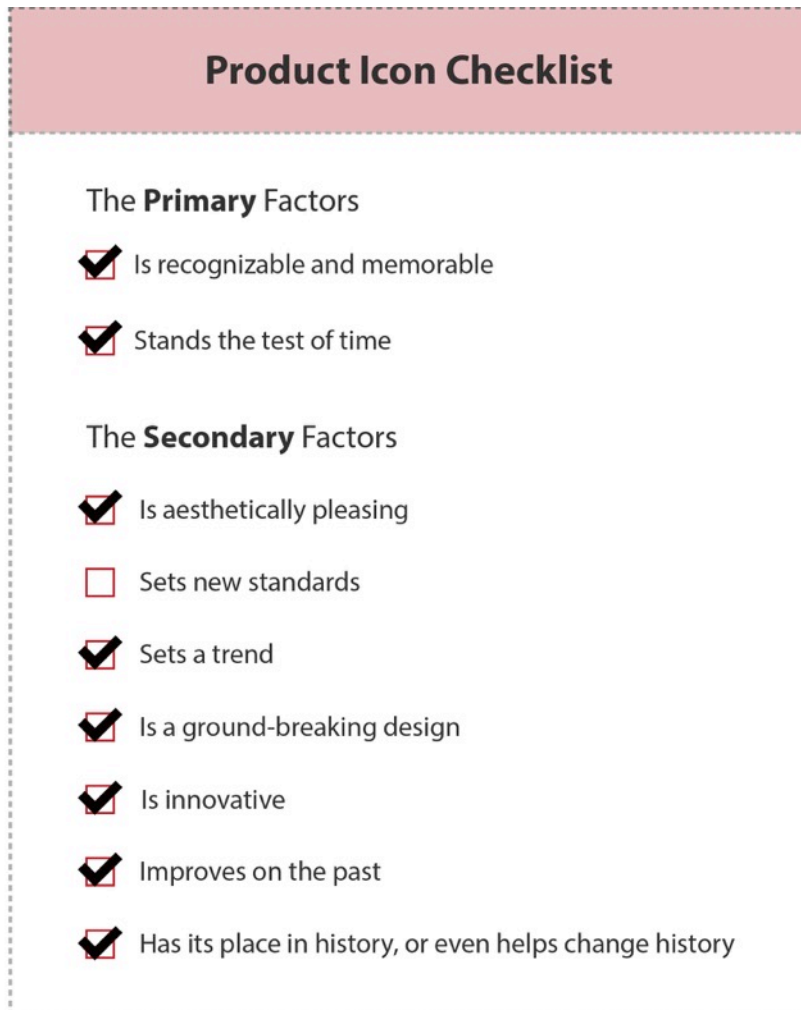 Product Icon Checklist
The Primary Factors
Is recognizable and memorable
Stands the test of time
The Secondary Factors
Is aesthetically pleasing
Sets new standards
Sets a trend
Is a ground-breaking design
Is innovative
Improves on the past
Has its place in history, or even helps change history